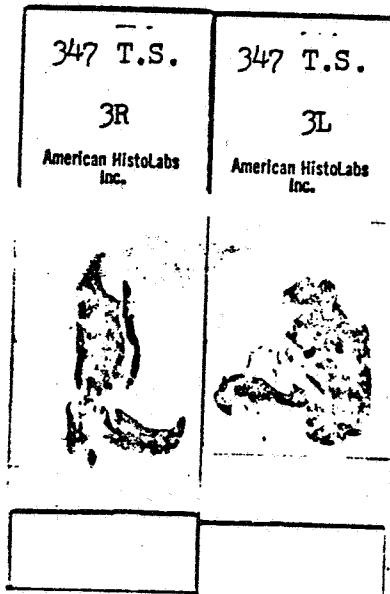 347 T.S.
3R
American HistoLabs
Inc.
347 T.S.
3L
American HistoLabs
Inc.